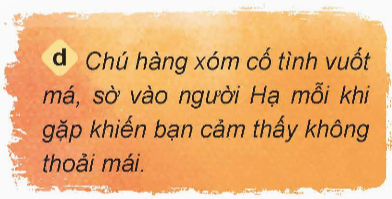 d Chú hàng xóm cố tình vuốt
má, sờ vào người Hạ mỗi khi
gặp khiến bạn cảm thấy không
thoải mái.